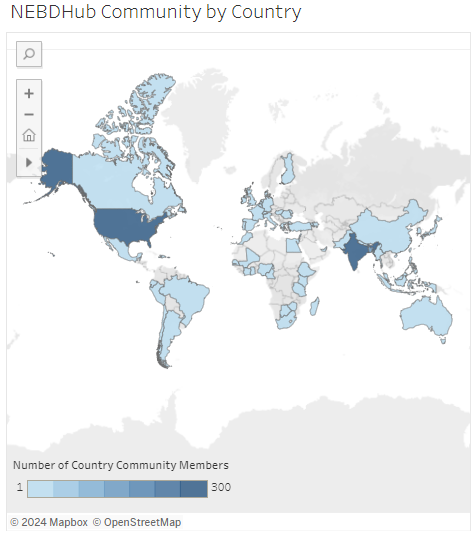 NEBDHub Community by Country
+
−
Number of Country Community Members
1 300
© 2024 Mapbox © OpenStreetMap